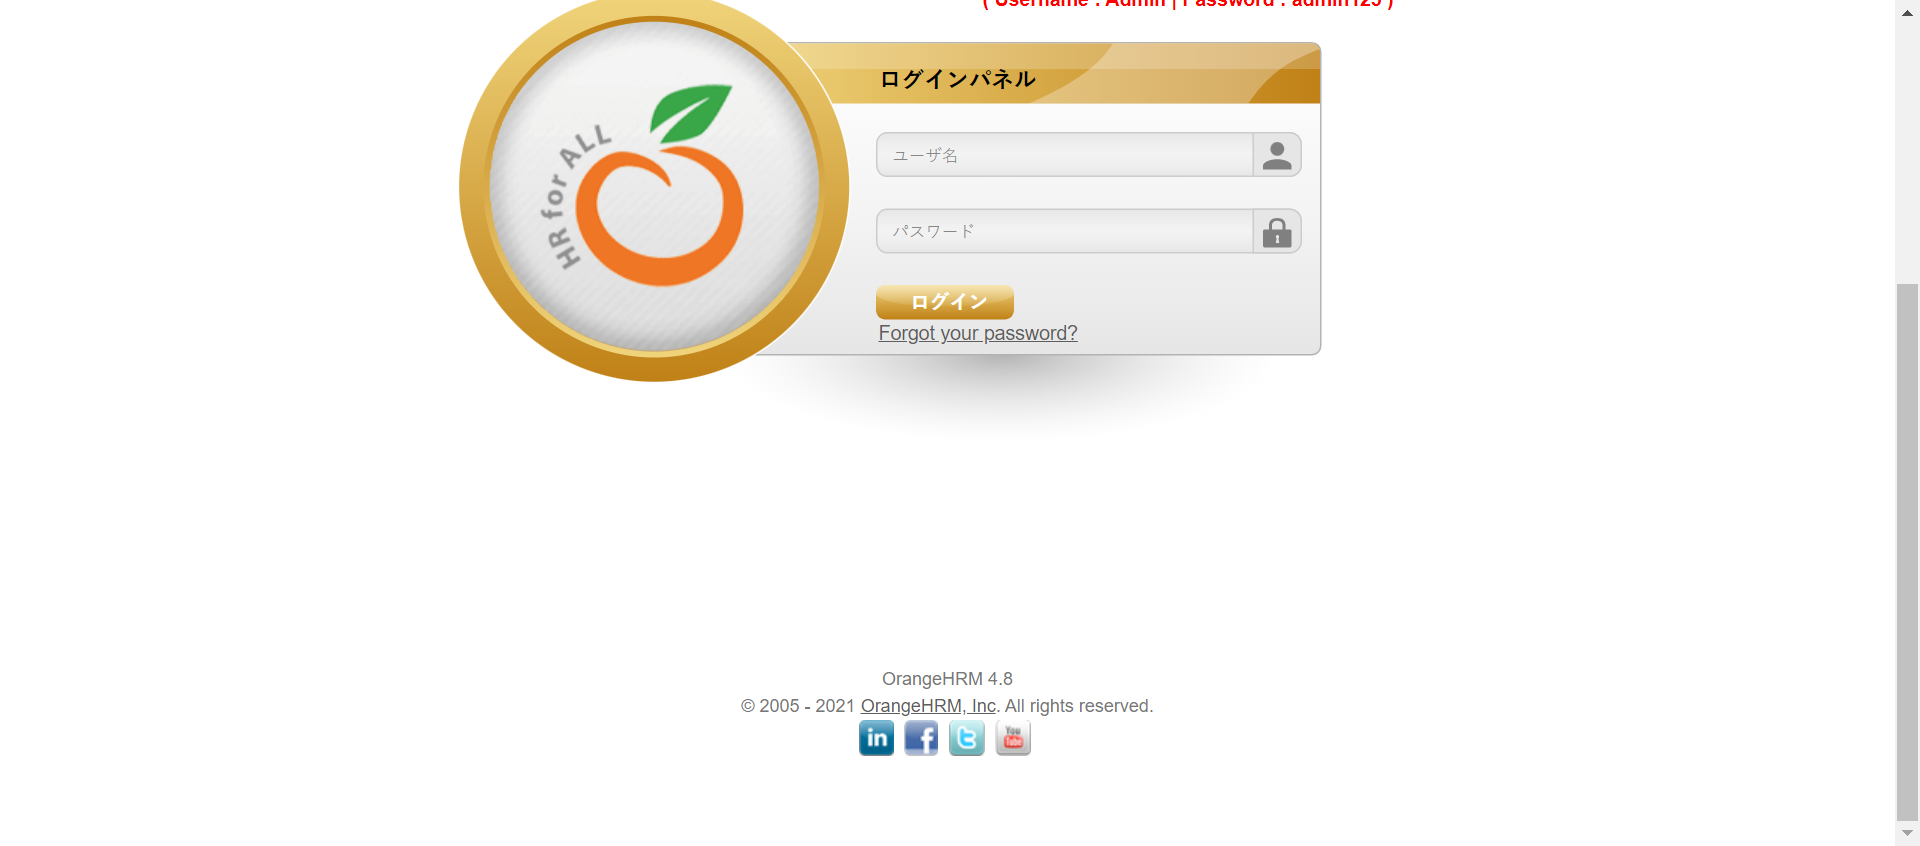 ( Username : Admin | Password : admin123 )
ログインパネル
HR for ALL
ユーザ名
パスワード
ログイン
Forgot your password?
OrangeHRM 4.8
© 2005 - 2021 OrangeHRM, Inc. All rights reserved.
in f t You Tube